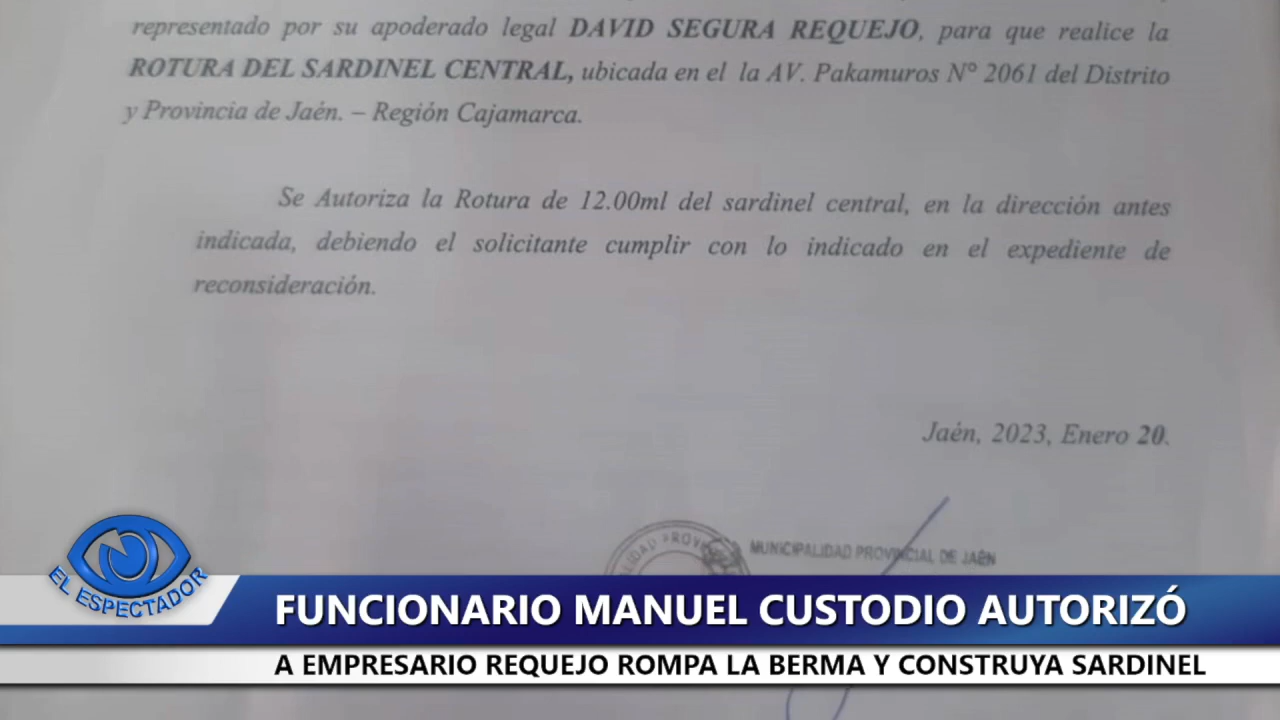 representado por su apoderado legal DAVID SEGURA REQUEJO, para que realice la
ROTURA DEL SARDINEL CENTRAL, ubicada en el la AV. Pakamuros N° 2061 del Distrito
y Provincia de Jaén. – Región Cajamarca.
Se Autoriza la Rotura de 12.00ml del sardinel central, en la dirección antes
indicada, debiendo el solicitante cumplir con lo indicado en el expediente de
reconsideración.
Jaén, 2023, Enero 20.
MUNICIPALIDAD PROVINCIAL DE JAÉN
EL ESPECTADOR
FUNCIONARIO MANUEL CUSTODIO AUTORIZÓ
A EMPRESARIO REQUEJO ROMPA LA BERMA Y CONSTRUYA SARDINEL